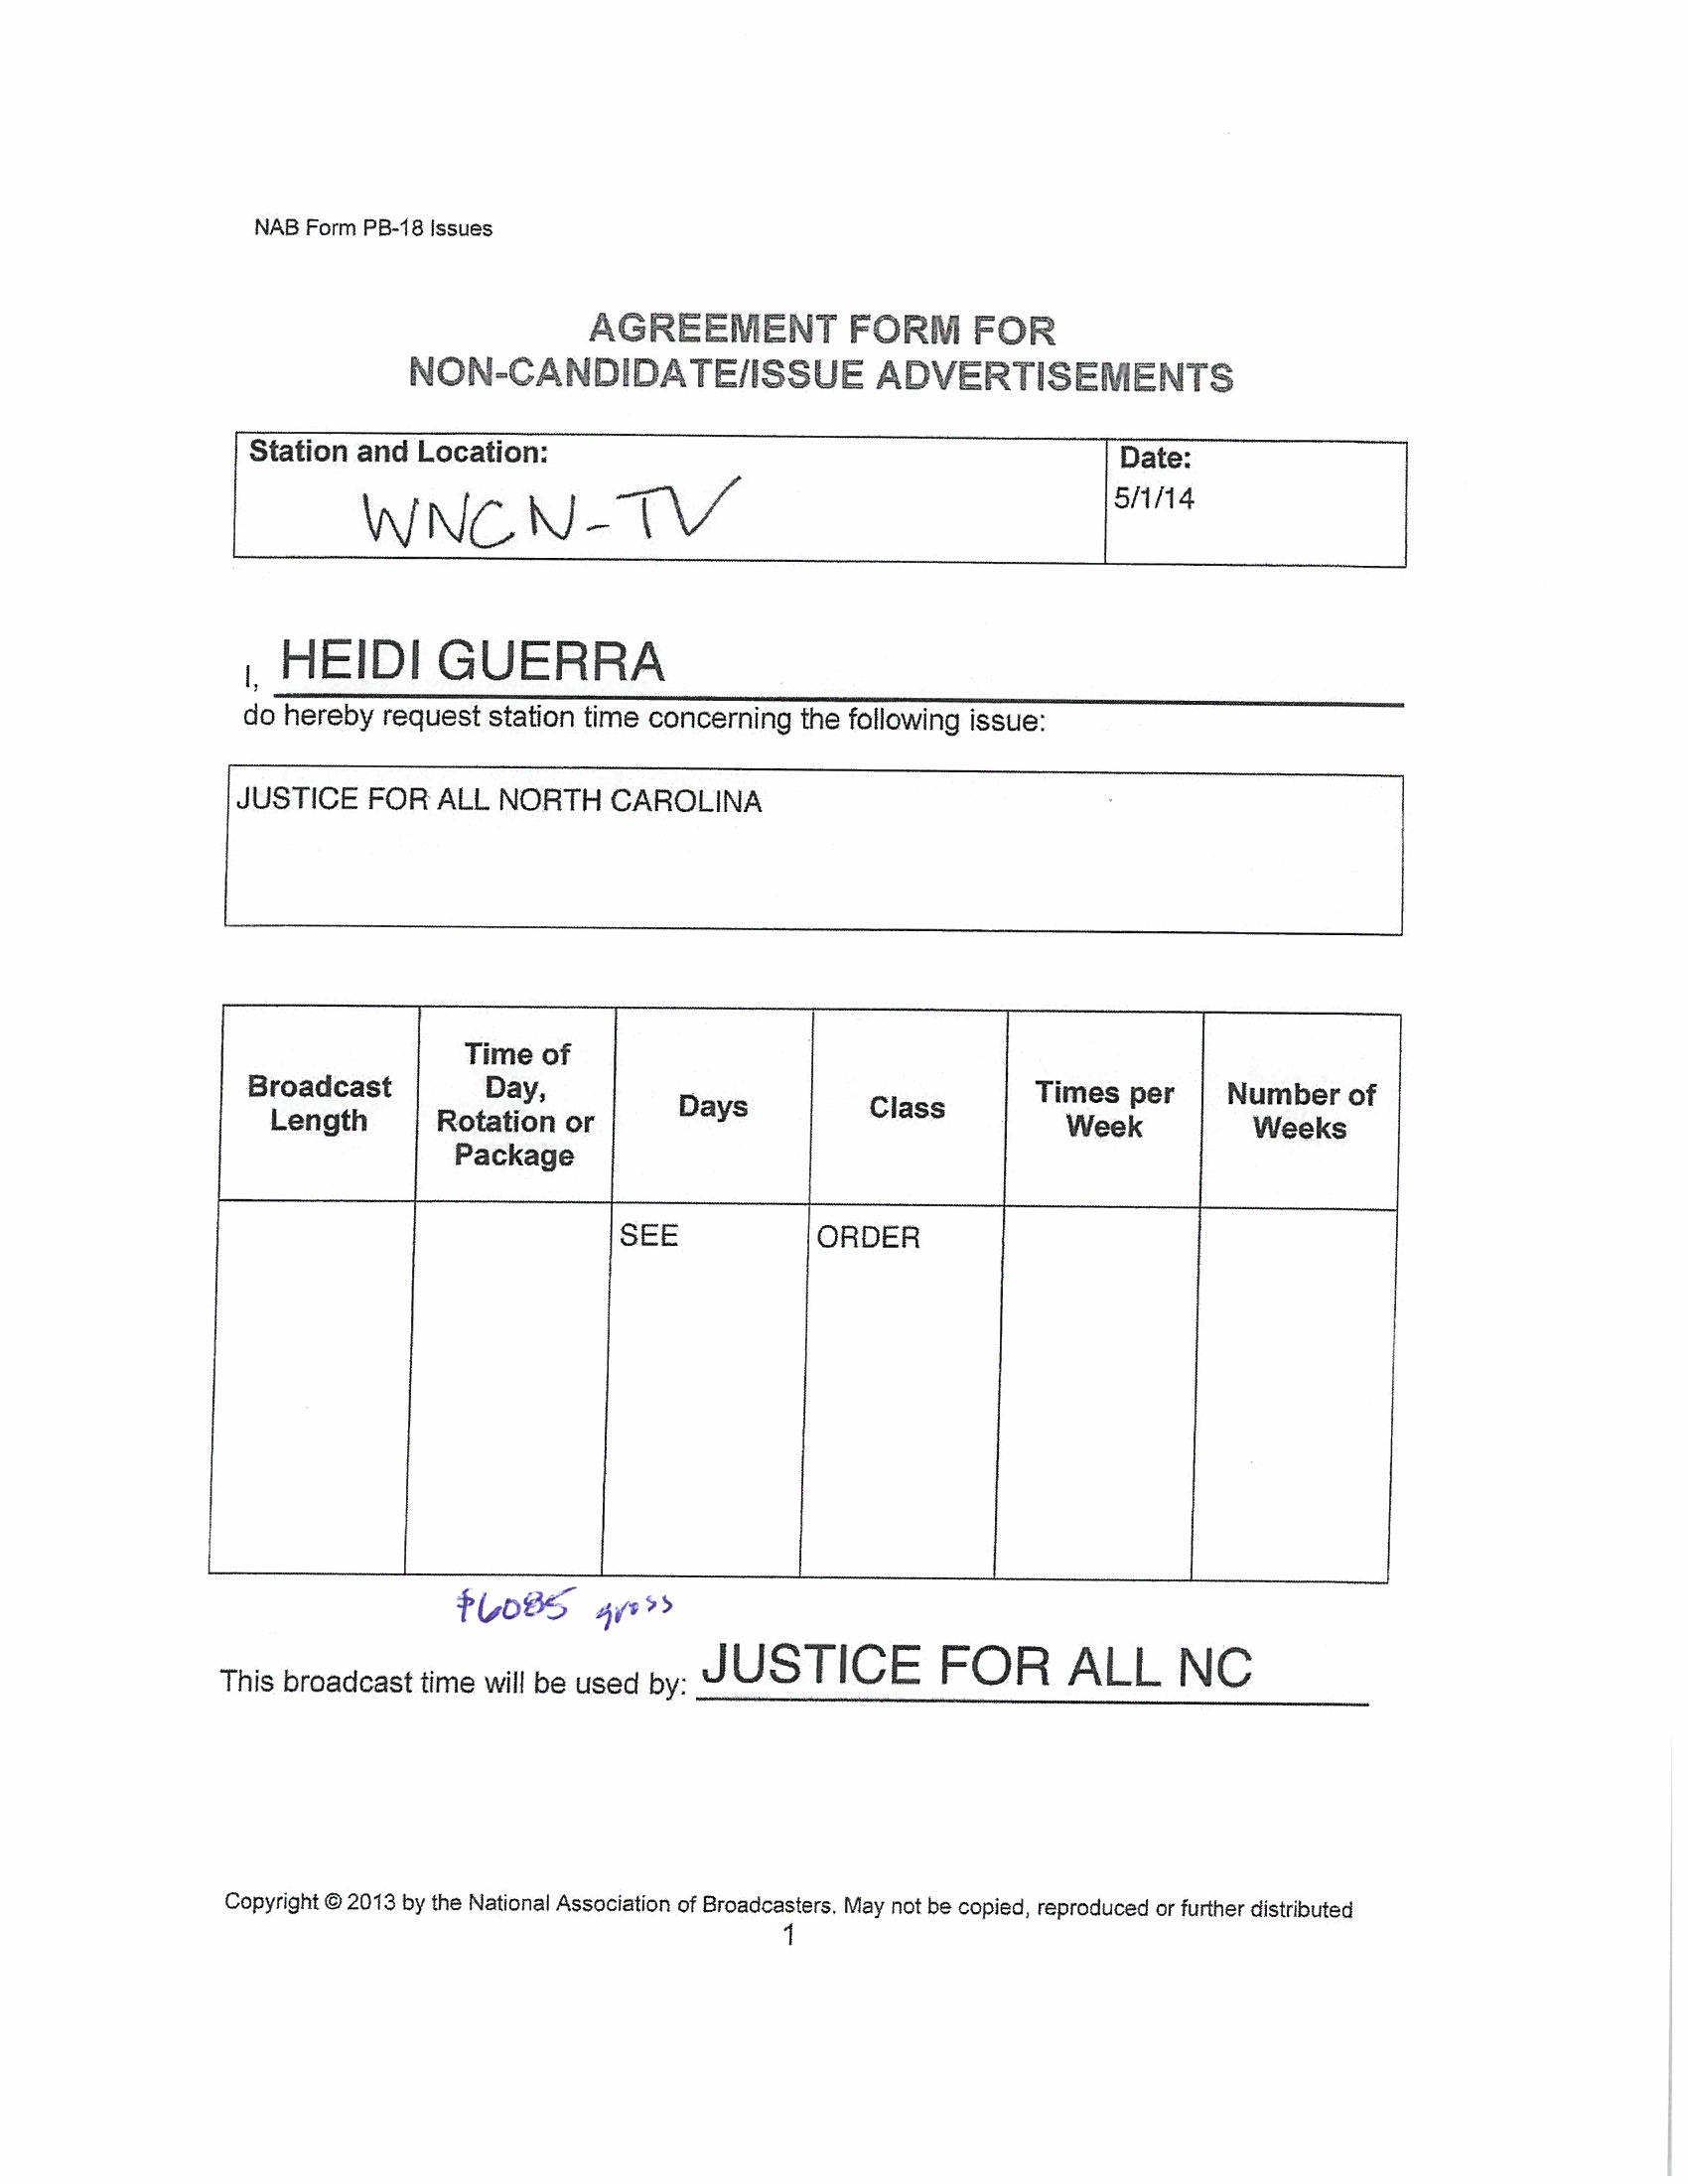 NAB Form PB-18 Issues
AGREEMENT FORM FOR
NON-CANDIDATE/ISSUE ADVERTISEMENTS
Station and Location:
WNCN-TV
Date:
5/1/14
I, HEIDI GUERRA
do hereby request station time concerning the following issue:
JUSTICE FOR ALL NORTH CAROLINA
Broadcast
Length
Time of
Day,
Rotation or
Package
Days
Class
Times per
Week
Number of
Weeks
SEE
ORDER
$6085 gross
This broadcast time will be used by: JUSTICE FOR ALL NC
Copyright © 2013 by the National Association of Broadcasters. May not be copied, reproduced or further distributed
1